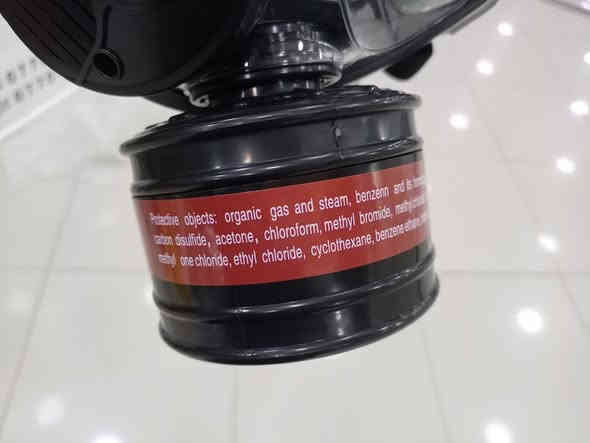 Protective objects: organic gas and steam, benzenn and its
carbon disulfide, acetone, chloroform, methyl bromide,
methyl one chloride, ethyl chloride, cyclothexane, benzene ethane,